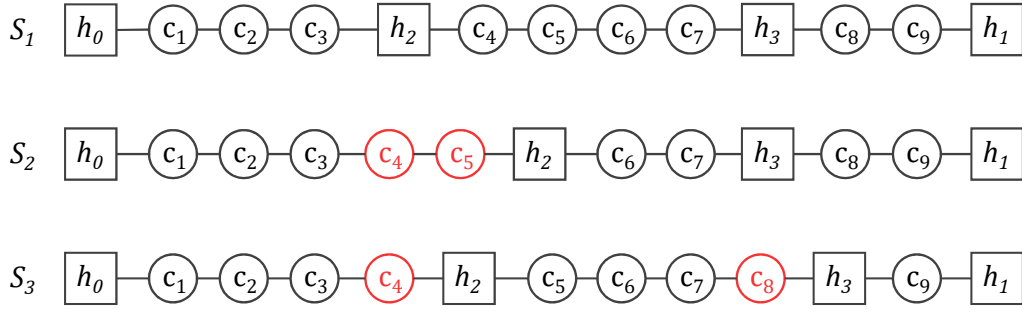 S₁ h₀ c₁ c₂ c₃ h₂ c₄ c₅ c₆ c₇ h₃ c₈ c₉ h₁
S₂ h₀ c₁ c₂ c₃ c₄ c₅ h₂ c₆ c₇ h₃ c₈ c₉ h₁
S₃ h₀ c₁ c₂ c₃ c₄ h₂ c₅ c₆ c₇ c₈ h₃ c₉ h₁